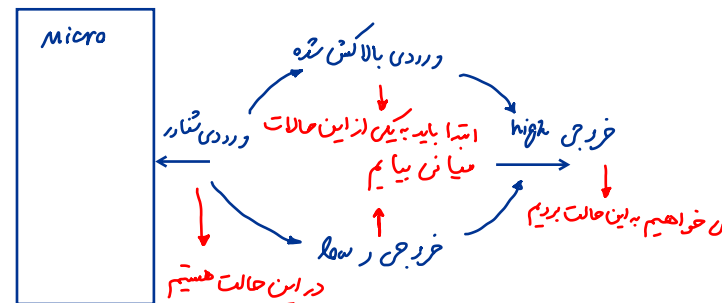 Micro
ورودی بالاکش شده
ورودی شناور
ابتدا باید به یکی از این حالات
میانی بیایم
خروجی high
خواهیم به این حالت برویم
خروجی low
در این حالت هستیم